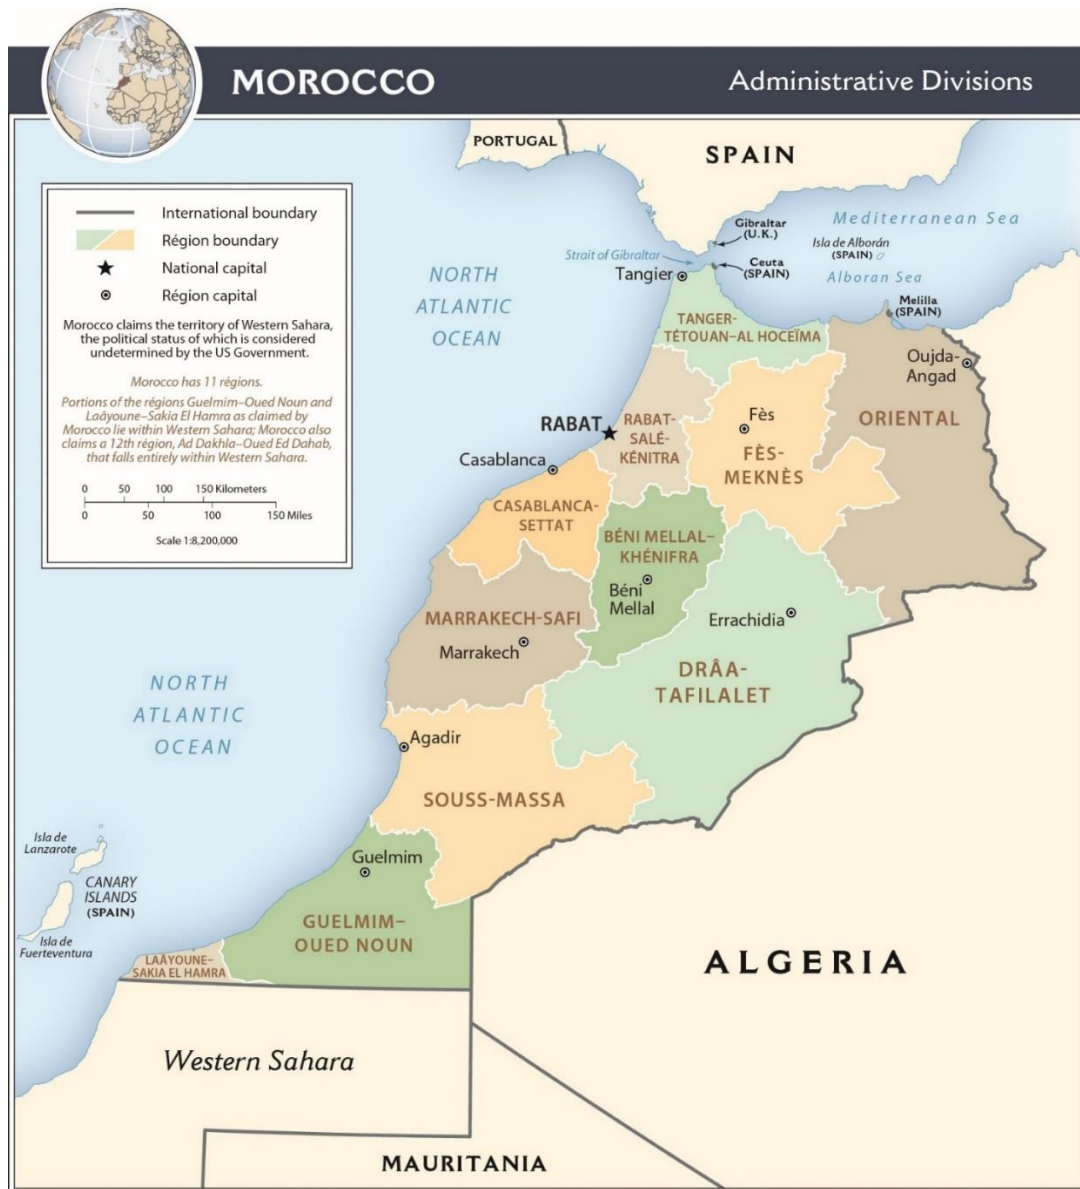 MOROCCO
Administrative Divisions
International boundary
Région boundary
National capital
Région capital
Morocco claims the territory of Western Sahara,
the political status of which is considered
undetermined by the US Government.
Morocco has 11 régions.
Portions of the régions Guelmim–Oued Noun and
Laâyoune–Sakia El Hamra as claimed by
Morocco lie within Western Sahara; Morocco also
claims a 12th région, Ad Dakhla–Oued Ed Dahab,
that falls entirely within Western Sahara.
0 50 100 150 Kilometers
0 50 100 150 Miles
Scale 1:8,200,000
PORTUGAL
SPAIN
Gibraltar
(U.K.)
Mediterranean Sea
Isla de Alborán
(SPAIN)
Strait of Gibraltar
Ceuta
(SPAIN)
Alboran Sea
NORTH
ATLANTIC
OCEAN
Tangier
Melilla
(SPAIN)
TANGER-
TÉTOUAN–AL HOCEÏMA
Oujda-
Angad
RABAT
RABAT-
SALÉ-
KÉNITRA
Fès
FÈS-
MEKNÈS
ORIENTAL
Casablanca
CASABLANCA-
SETTAT
BÉNI MELLAL–
KHÉNIFRA
Béni
Mellal
MARRAKECH-SAFI
Marrakech
Errachidia
DRÂA-
TAFILALET
NORTH
ATLANTIC
OCEAN
Agadir
SOUSS-MASSA
Isla de
Lanzarote
CANARY
ISLANDS
(SPAIN)
Isla de
Fuerteventura
Guelmim
GUELMIM–
OUED NOUN
LAÂYOUNE–
SAKIA EL HAMRA
ALGERIA
Western Sahara
MAURITANIA